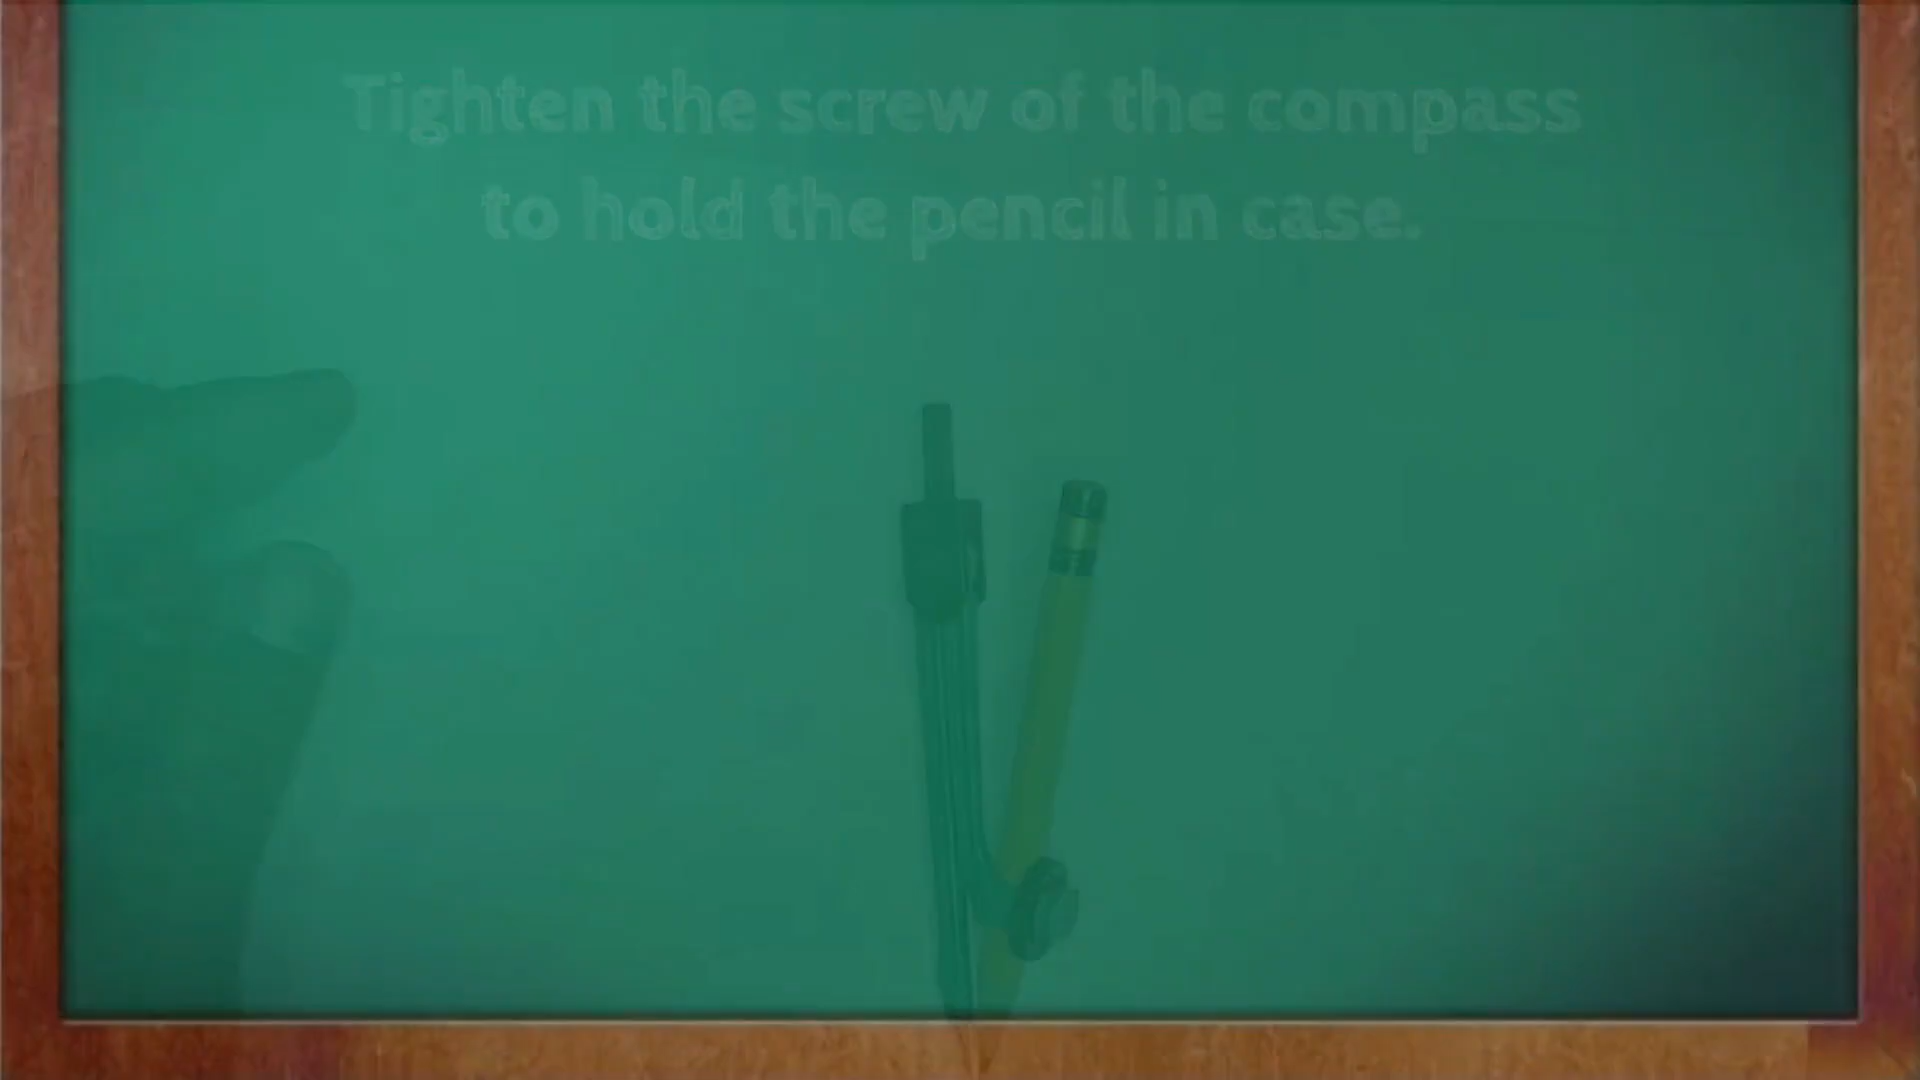 Tighten the screw of the compass
to hold the pencil in case.